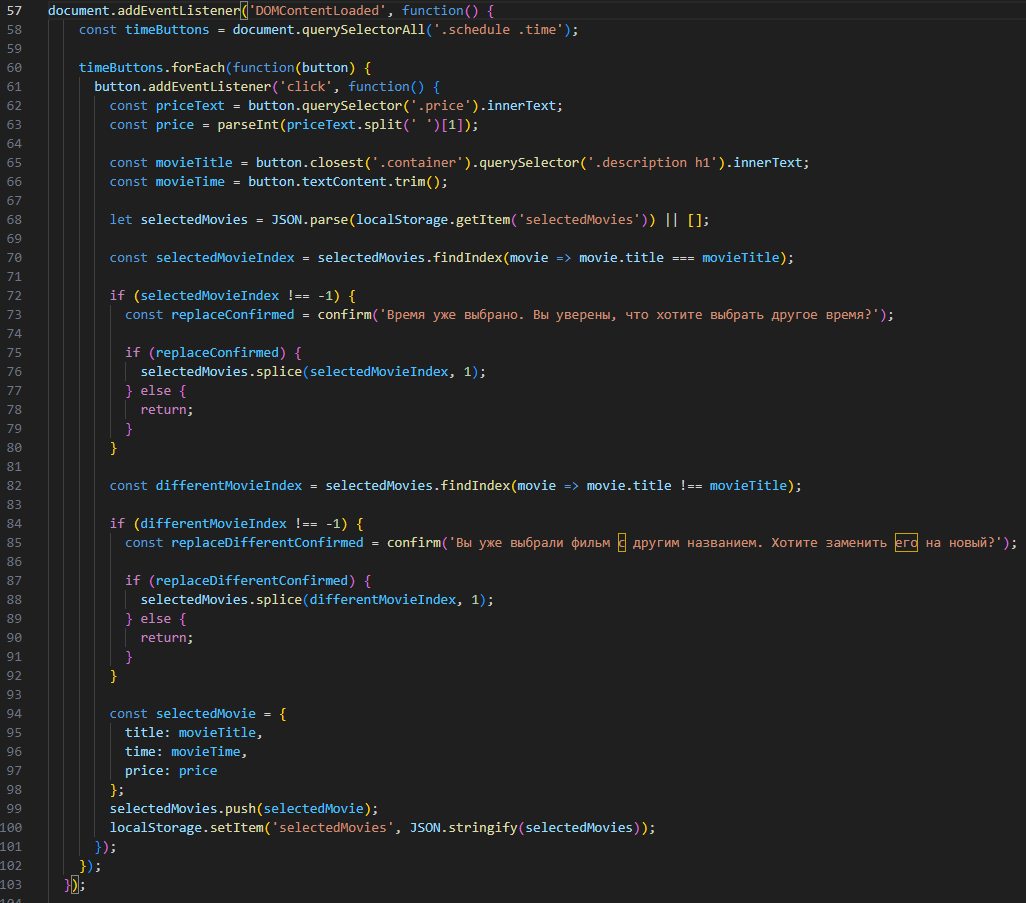 57 document.addEventListener('DOMContentLoaded', function() {
58 const timeButtons = document.querySelectorAll('.schedule .time');
59
60 timeButtons.forEach(function(button) {
61 button.addEventListener('click', function() {
62 const priceText = button.querySelector('.price').innerText;
63 const price = parseInt(priceText.split(' ')[1]);
64
65 const movieTitle = button.closest('.container').querySelector('.description h1').innerText;
66 const movieTime = button.textContent.trim();
67
68 let selectedMovies = JSON.parse(localStorage.getItem('selectedMovies')) || [];
69
70 const selectedMovieIndex = selectedMovies.findIndex(movie => movie.title === movieTitle);
71
72 if (selectedMovieIndex !== -1) {
73 const replaceConfirmed = confirm('Время уже выбрано. Вы уверены, что хотите выбрать другое время?');
74
75 if (replaceConfirmed) {
76 selectedMovies.splice(selectedMovieIndex, 1);
77 } else {
78 return;
79 }
80 }
81
82 const differentMovieIndex = selectedMovies.findIndex(movie => movie.title !== movieTitle);
83
84 if (differentMovieIndex !== -1) {
85 const replaceDifferentConfirmed = confirm('Вы уже выбрали фильм с другим названием. Хотите заменить его на новый?');
86
87 if (replaceDifferentConfirmed) {
88 selectedMovies.splice(differentMovieIndex, 1);
89 } else {
90 return;
91 }
92 }
93
94 const selectedMovie = {
95 title: movieTitle,
96 time: movieTime,
97 price: price
98 };
99 selectedMovies.push(selectedMovie);
100 localStorage.setItem('selectedMovies', JSON.stringify(selectedMovies));
101 });
102 });
103 });